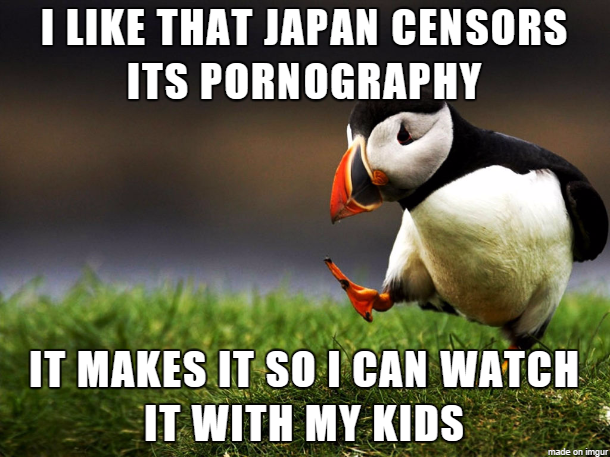 I LIKE THAT JAPAN CENSORS
ITS PORNOGRAPHY
IT MAKES IT SO I CAN WATCH
IT WITH MY KIDS
made on imgur